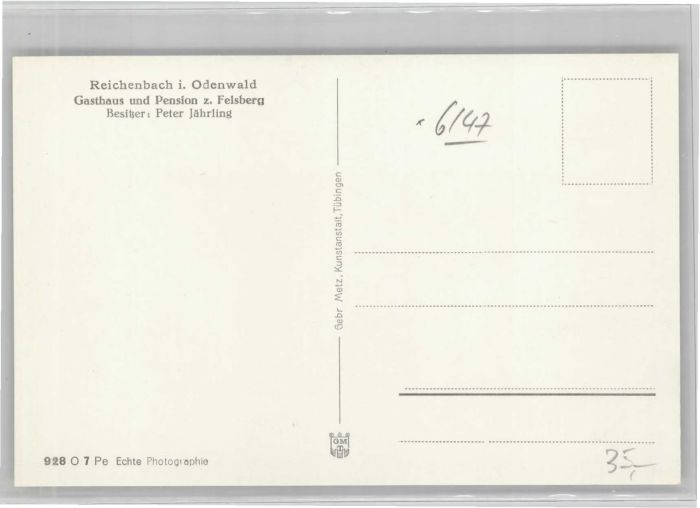 Reichenbach i. Odenwald
Gasthaus und Pension z. Felsberg
Besitzer: Peter Jährling
* 6147
Gebr Metz, Kunstanstalt, Tübingen
GM
928 O 7 Pe Echte Photographie
35,-